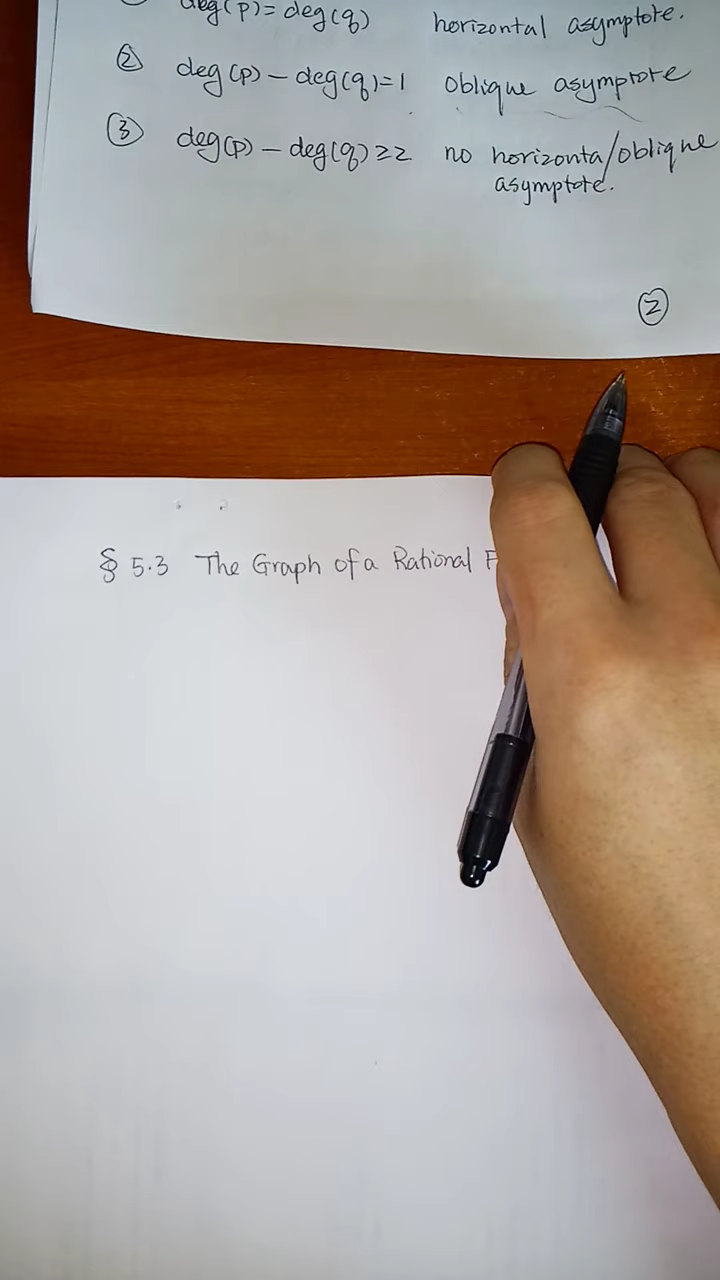 deg(p) = deg(q) horizontal asymptote.
② deg(p) - deg(q) = 1 oblique asymptote
③ deg(p) - deg(q) ≥ 2 no horizonta/oblique
asymptote.
②
§ 5.3 The Graph of a Rational F